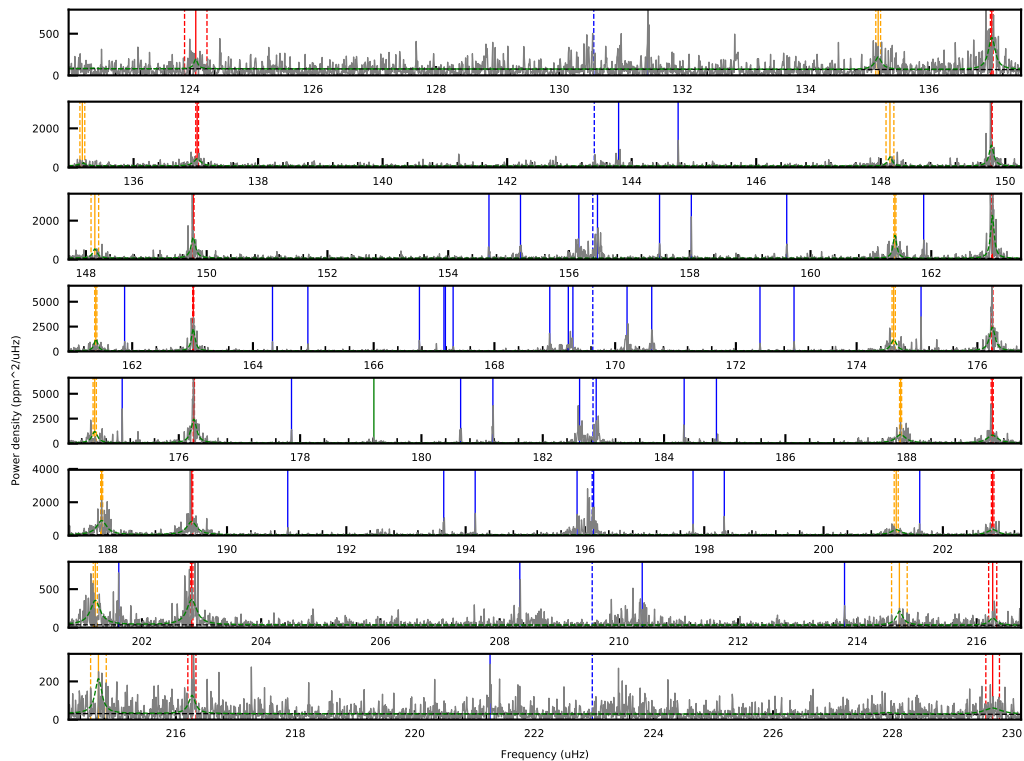 500
0
124 126 128 130 132 134 136
2000
0
136 138 140 142 144 146 148 150
2000
0
148 150 152 154 156 158 160 162
5000
2500
0
162 164 166 168 170 172 174 176
5000
2500
0
176 178 180 182 184 186 188
4000
2000
0
188 190 192 194 196 198 200 202
500
0
202 204 206 208 210 212 214 216
200
0
216 218 220 222 224 226 228 230
Power density (ppm^2/uHz)
Frequency (uHz)